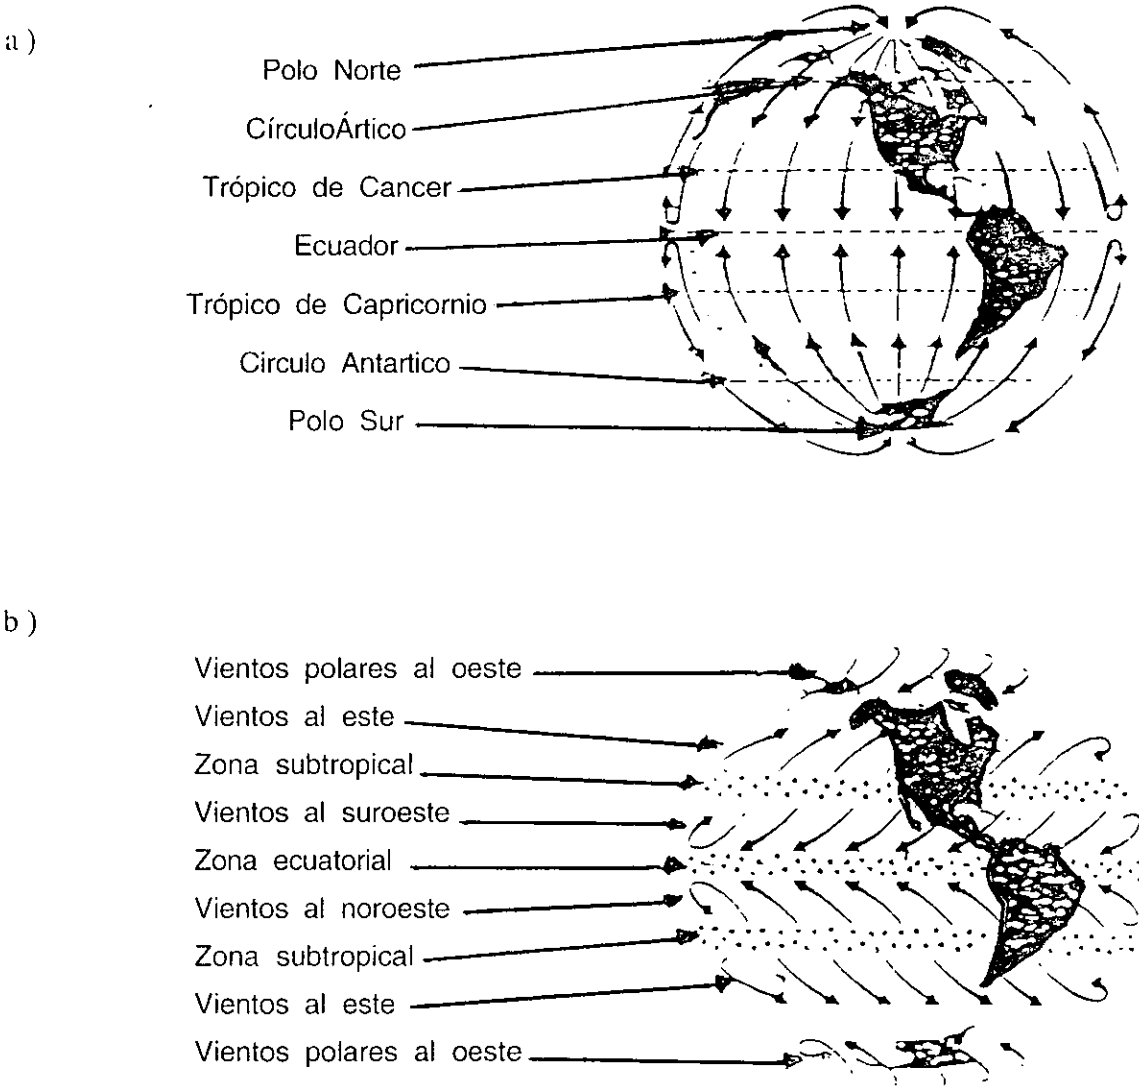 a )
Polo Norte
CírculoÁrtico
Trópico de Cancer
Ecuador
Trópico de Capricornio
Circulo Antartico
Polo Sur
b )
Vientos polares al oeste
Vientos al este
Zona subtropical
Vientos al suroeste
Zona ecuatorial
Vientos al noroeste
Zona subtropical
Vientos al este
Vientos polares al oeste